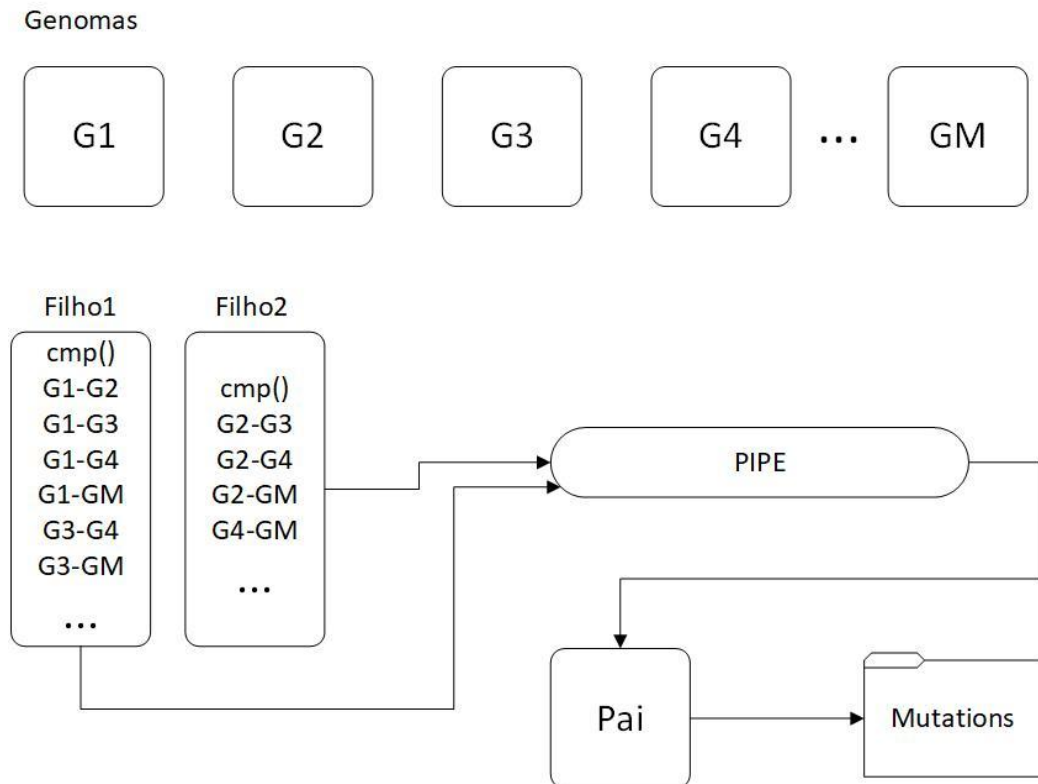 Genomas
G1
G2
G3
G4
...
GM
Filho1
cmp()
G1-G2
G1-G3
G1-G4
G1-GM
G3-G4
G3-GM
...
Filho2
cmp()
G2-G3
G2-G4
G2-GM
G4-GM
...
PIPE
Pai
Mutations